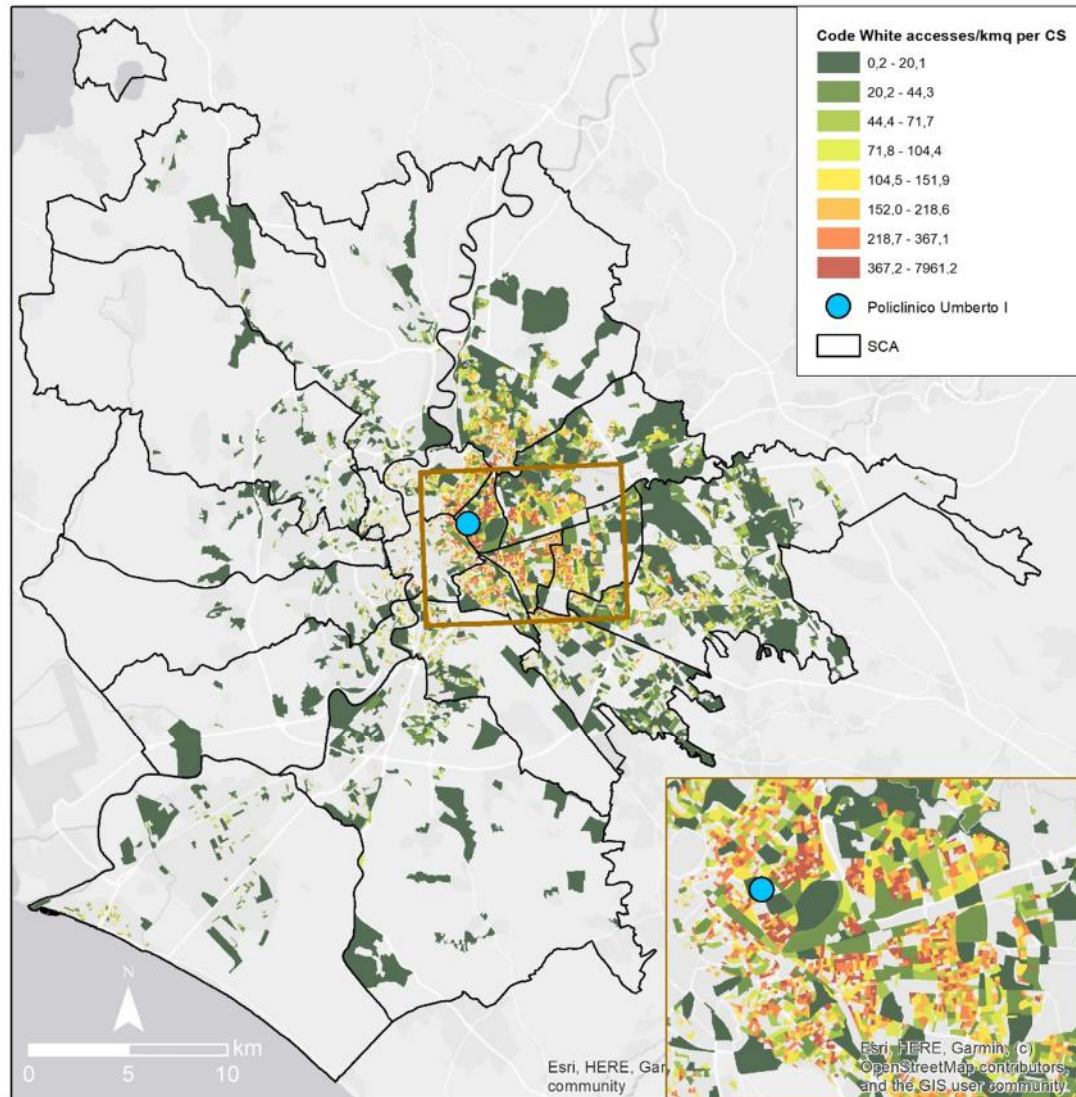 Code White accesses/kmq per CS
0,2 - 20,1
20,2 - 44,3
44,4 - 71,7
71,8 - 104,4
104,5 - 151,9
152,0 - 218,6
218,7 - 367,1
367,2 - 7961,2
Policlinico Umberto I
SCA
N
km
0 5 10
Esri, HERE, Gar
community
Esri, HERE, Garmin, (c)
OpenStreetMap contributors,
and the GIS user community